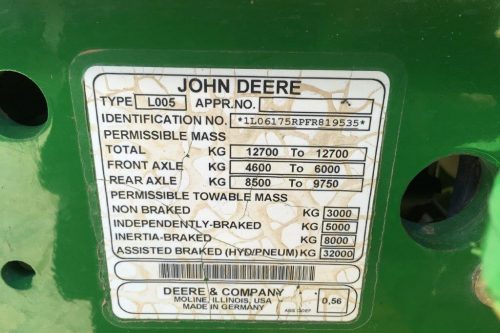 JOHN DEERE
TYPE L005 APPR.NO.
IDENTIFICATION NO. *1L06175RPFR819535*
PERMISSIBLE MASS
TOTAL KG 12700 To 12700
FRONT AXLE KG 4600 To 6000
REAR AXLE KG 8500 To 9750
PERMISSIBLE TOWABLE MASS
NON BRAKED KG 3000
INDEPENDENTLY-BRAKED KG 5000
INERTIA-BRAKED KG 8000
ASSISTED BRAKED (HYD/PNEUM) KG 32000
DEERE & COMPANY
MOLINE, ILLINOIS, USA
MADE IN GERMANY
0,56